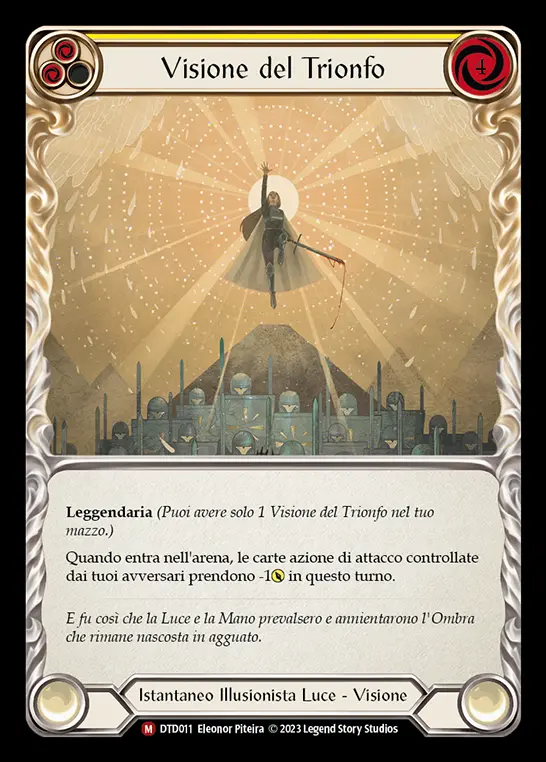 Visione del Trionfo
Leggendaria (Puoi avere solo 1 Visione del Trionfo nel tuo
mazzo.)
Quando entra nell'arena, le carte azione di attacco controllate
dai tuoi avversari prendono -1 in questo turno.
E fu così che la Luce e la Mano prevalsero e annientarono l'Ombra
che rimane nascosta in agguato.
Istantaneo Illusionista Luce - Visione
M DTD011 Eleonor Piteira © 2023 Legend Story Studios